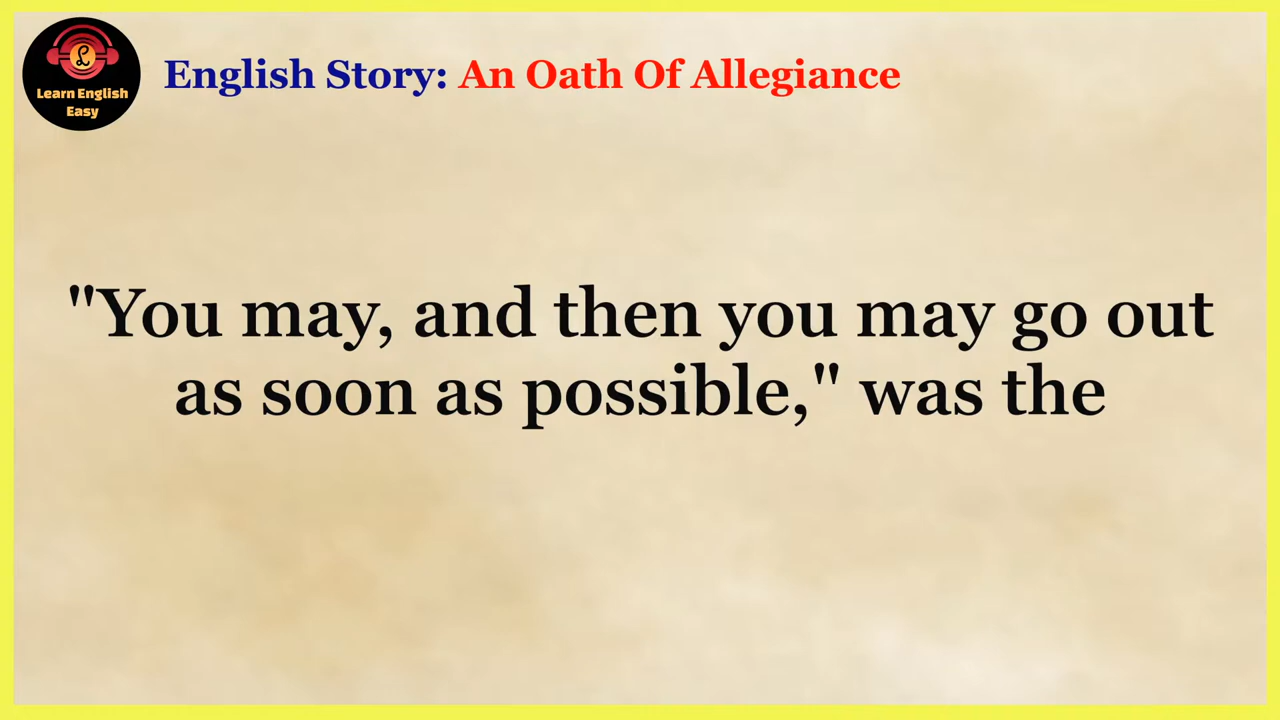 Learn English
Easy
English Story: An Oath Of Allegiance
"You may, and then you may go out
as soon as possible," was the